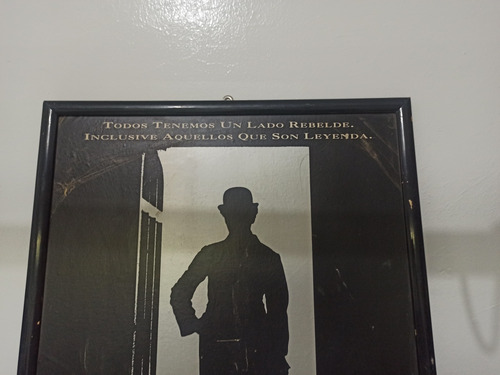 Todos Tenemos Un Lado Rebelde.
Inclusive Aquellos Que Son Leyenda.